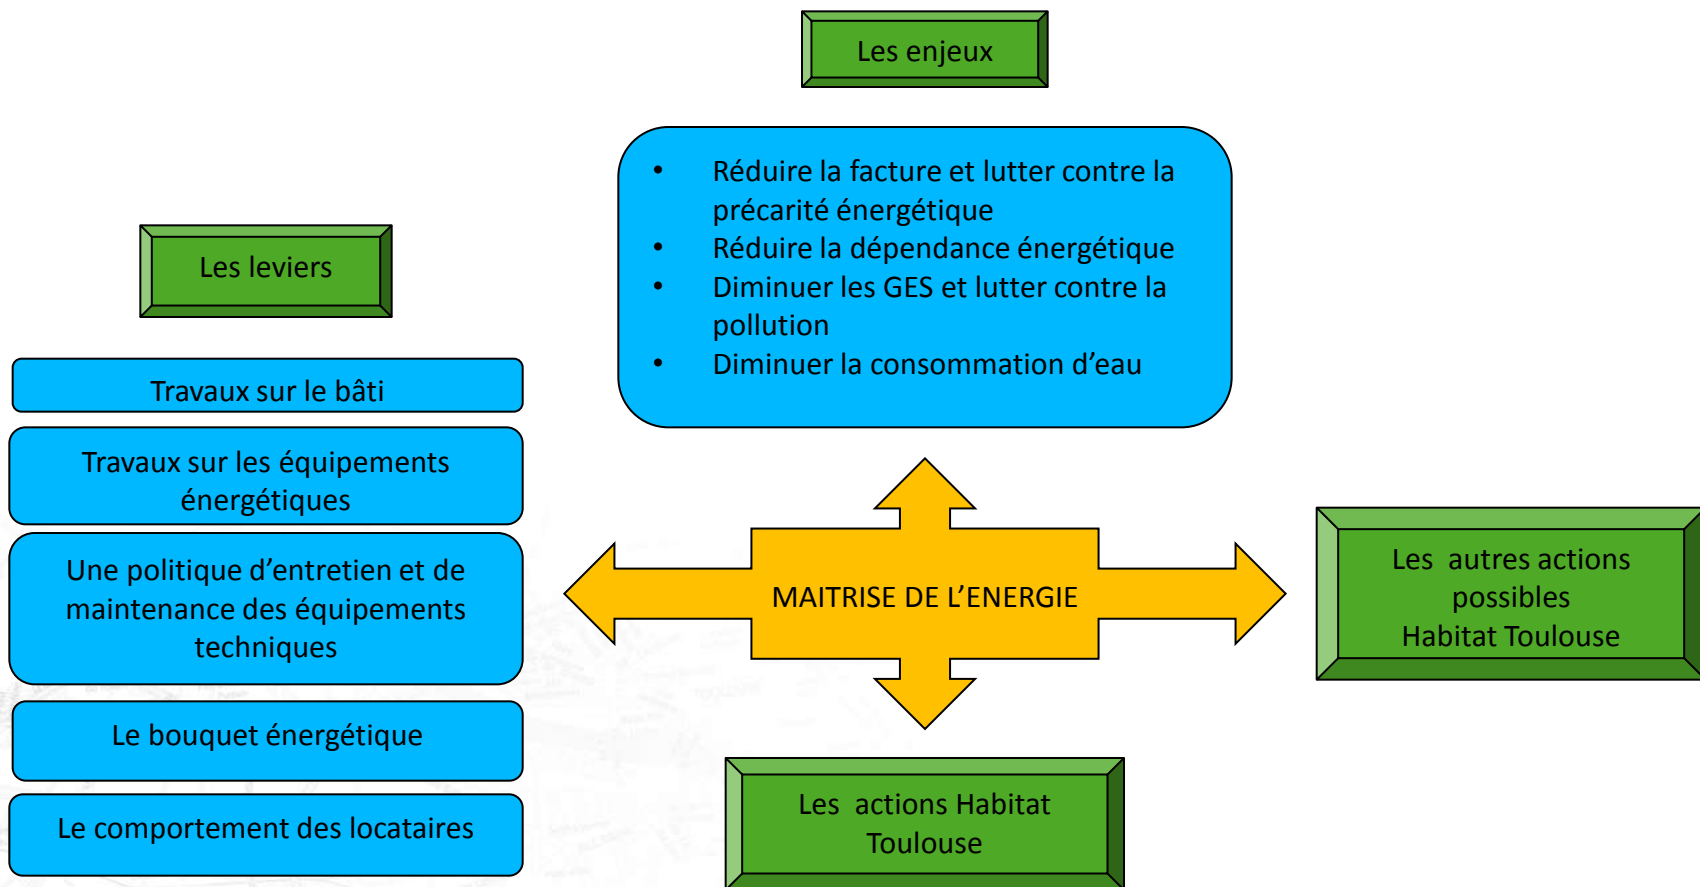 Les enjeux
• Réduire la facture et lutter contre la
précarité énergétique
• Réduire la dépendance énergétique
• Diminuer les GES et lutter contre la
pollution
• Diminuer la consommation d’eau
Les leviers
Travaux sur le bâti
Travaux sur les équipements
énergétiques
Une politique d’entretien et de
maintenance des équipements
techniques
Le bouquet énergétique
Le comportement des locataires
MAITRISE DE L’ENERGIE
Les autres actions
possibles
Habitat Toulouse
Les actions Habitat
Toulouse